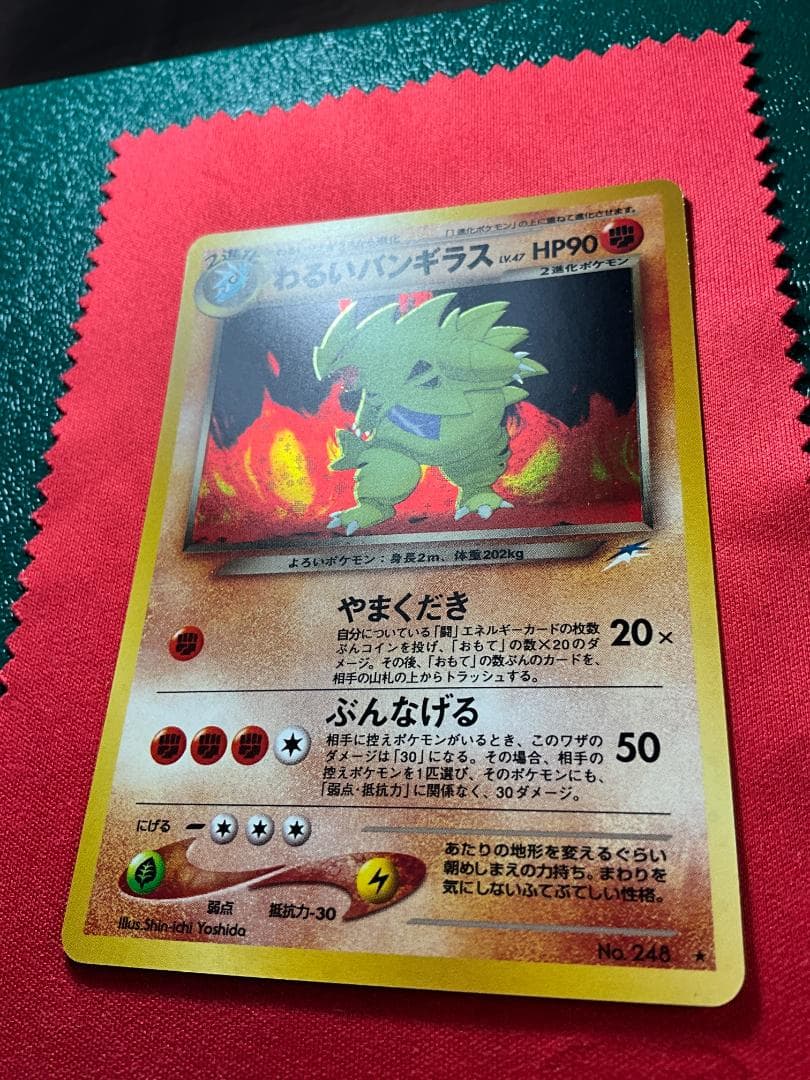 「1進化ポケモン」の上に重ねて進化させます。
2進化
わるいバンギラス LV.47 HP90
2進化ポケモン
よろいポケモン：身長2m、体重202kg
やまくだき
自分についている「闘」エネルギーカードの枚数
ぶんコインを投げ、「おもて」の数×20のダ
メージ。その後、「おもて」の数ぶんのカードを、
相手の山札の上からトラッシュする。
20×
ぶんなげる
相手に控えポケモンがいるとき、このワザの
ダメージは「30」になる。その場合、相手の
控えポケモンを1匹選び、そのポケモンにも、
「弱点・抵抗力」に関係なく、30ダメージ。
50
にげる
弱点 抵抗力-30
あたりの地形を変えるぐらい
朝めしまえの力持ち。まわりを
気にしないふてぶてしい性格。
Illus.Shin-ichi Yoshida
No. 248